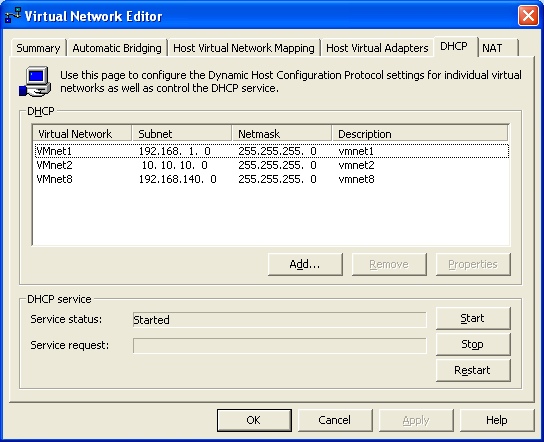 Virtual Network Editor
Summary Automatic Bridging Host Virtual Network Mapping Host Virtual Adapters DHCP NAT
Use this page to configure the Dynamic Host Configuration Protocol settings for individual virtual
networks as well as control the DHCP service.
DHCP
Virtual Network Subnet Netmask Description
VMnet1 192.168. 1. 0 255.255.255. 0 vmnet1
VMnet2 10. 10. 10. 0 255.255.255. 0 vmnet2
VMnet8 192.168.140. 0 255.255.255. 0 vmnet8
Add... Remove Properties
DHCP service
Service status: Started Start
Service request: Stop
Restart
OK Cancel Apply Help